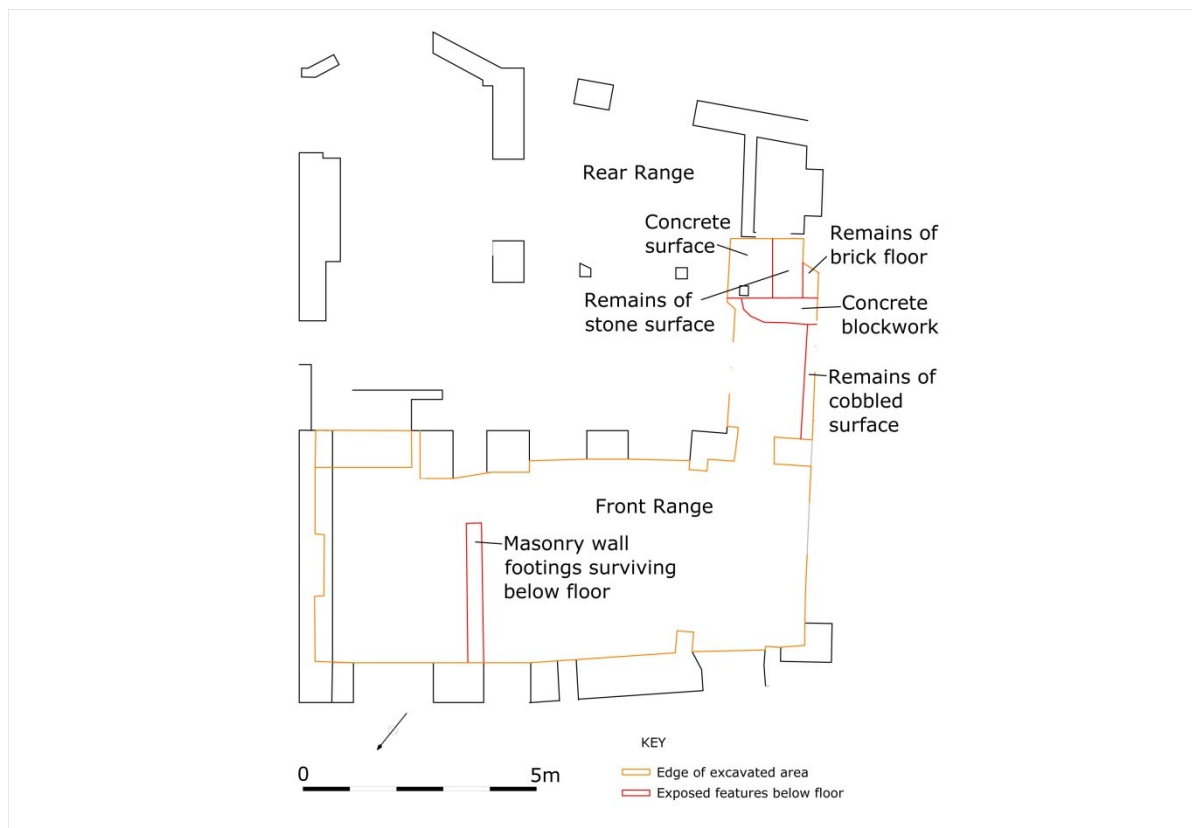 Rear Range
Concrete
surface
Remains of
brick floor
Remains of
stone surface
Concrete
blockwork
Remains of
cobbled
surface
Front Range
Masonry wall
footings surviving
below floor
KEY
0 5m
Edge of excavated area
Exposed features below floor